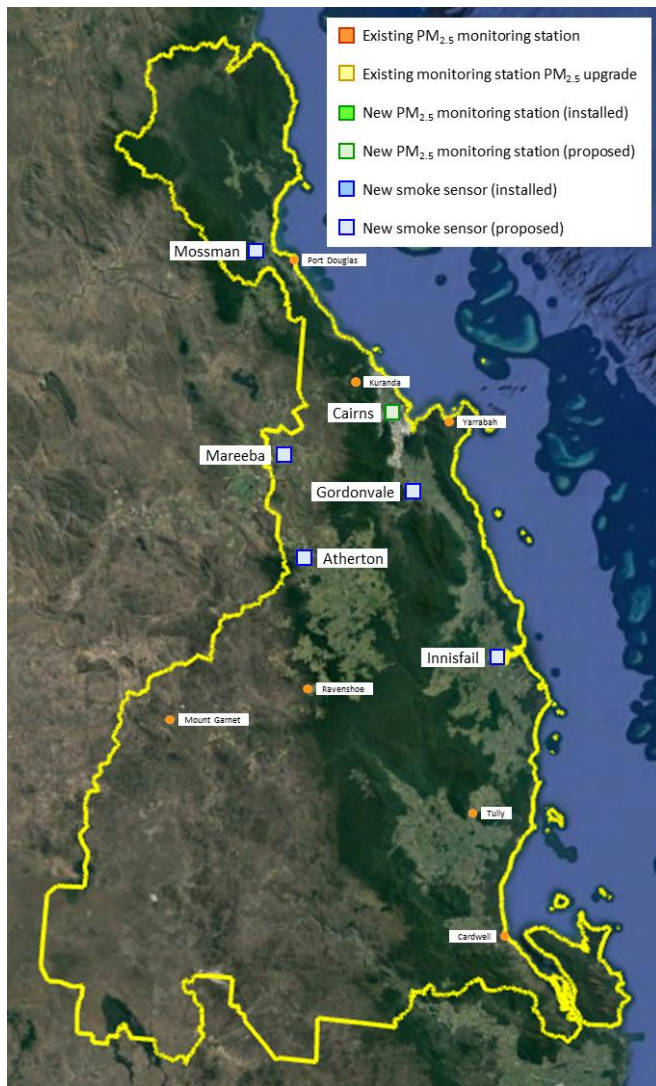 Existing PM2.5 monitoring station
Existing monitoring station PM2.5 upgrade
New PM2.5 monitoring station (installed)
New PM2.5 monitoring station (proposed)
New smoke sensor (installed)
New smoke sensor (proposed)
Mossman
Port Douglas
Kuranda
Cairns
Yarrabah
Mareeba
Gordonvale
Atherton
Innisfail
Ravenshoe
Mount Garnet
Tully
Cardwell